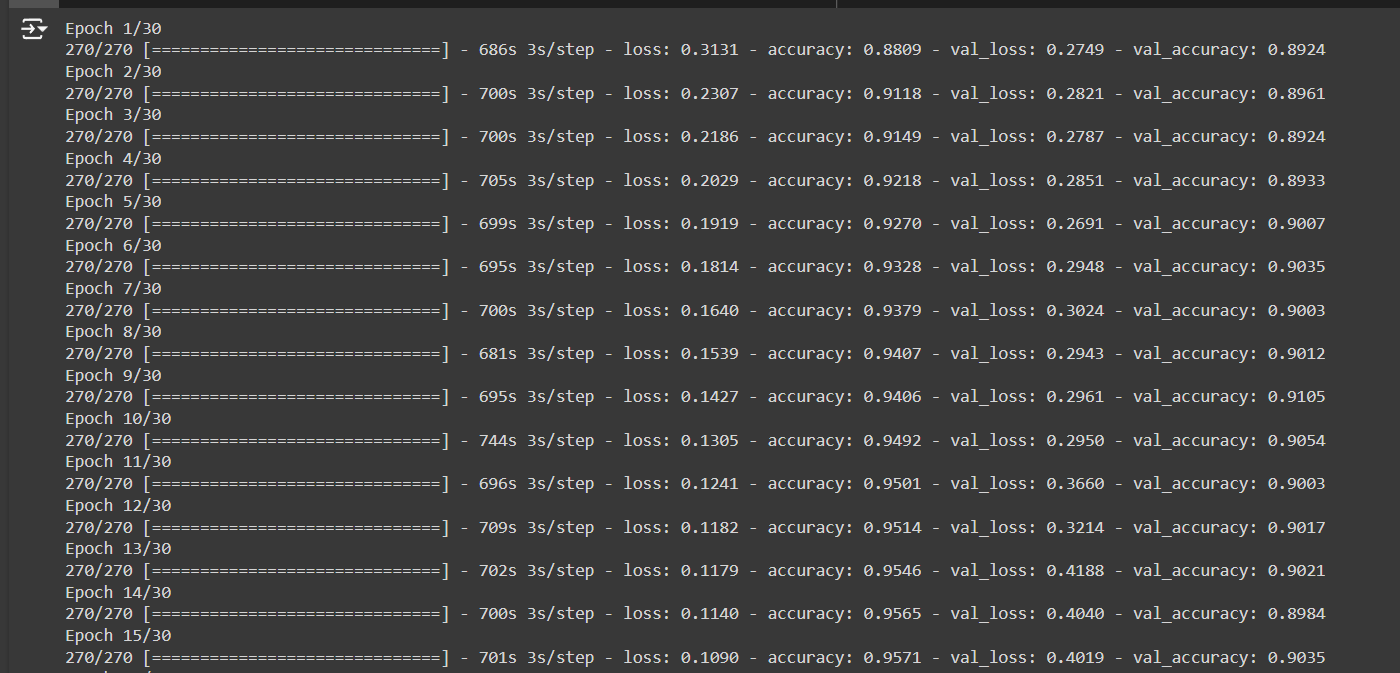 Epoch 1/30
270/270 [==============================] - 686s 3s/step - loss: 0.3131 - accuracy: 0.8809 - val_loss: 0.2749 - val_accuracy: 0.8924
Epoch 2/30
270/270 [==============================] - 700s 3s/step - loss: 0.2307 - accuracy: 0.9118 - val_loss: 0.2821 - val_accuracy: 0.8961
Epoch 3/30
270/270 [==============================] - 700s 3s/step - loss: 0.2186 - accuracy: 0.9149 - val_loss: 0.2787 - val_accuracy: 0.8924
Epoch 4/30
270/270 [==============================] - 705s 3s/step - loss: 0.2029 - accuracy: 0.9218 - val_loss: 0.2851 - val_accuracy: 0.8933
Epoch 5/30
270/270 [==============================] - 699s 3s/step - loss: 0.1919 - accuracy: 0.9270 - val_loss: 0.2691 - val_accuracy: 0.9007
Epoch 6/30
270/270 [==============================] - 695s 3s/step - loss: 0.1814 - accuracy: 0.9328 - val_loss: 0.2948 - val_accuracy: 0.9035
Epoch 7/30
270/270 [==============================] - 700s 3s/step - loss: 0.1640 - accuracy: 0.9379 - val_loss: 0.3024 - val_accuracy: 0.9003
Epoch 8/30
270/270 [==============================] - 681s 3s/step - loss: 0.1539 - accuracy: 0.9407 - val_loss: 0.2943 - val_accuracy: 0.9012
Epoch 9/30
270/270 [==============================] - 695s 3s/step - loss: 0.1427 - accuracy: 0.9406 - val_loss: 0.2961 - val_accuracy: 0.9105
Epoch 10/30
270/270 [==============================] - 744s 3s/step - loss: 0.1305 - accuracy: 0.9492 - val_loss: 0.2950 - val_accuracy: 0.9054
Epoch 11/30
270/270 [==============================] - 696s 3s/step - loss: 0.1241 - accuracy: 0.9501 - val_loss: 0.3660 - val_accuracy: 0.9003
Epoch 12/30
270/270 [==============================] - 709s 3s/step - loss: 0.1182 - accuracy: 0.9514 - val_loss: 0.3214 - val_accuracy: 0.9017
Epoch 13/30
270/270 [==============================] - 702s 3s/step - loss: 0.1179 - accuracy: 0.9546 - val_loss: 0.4188 - val_accuracy: 0.9021
Epoch 14/30
270/270 [==============================] - 700s 3s/step - loss: 0.1140 - accuracy: 0.9565 - val_loss: 0.4040 - val_accuracy: 0.8984
Epoch 15/30
270/270 [==============================] - 701s 3s/step - loss: 0.1090 - accuracy: 0.9571 - val_loss: 0.4019 - val_accuracy: 0.9035